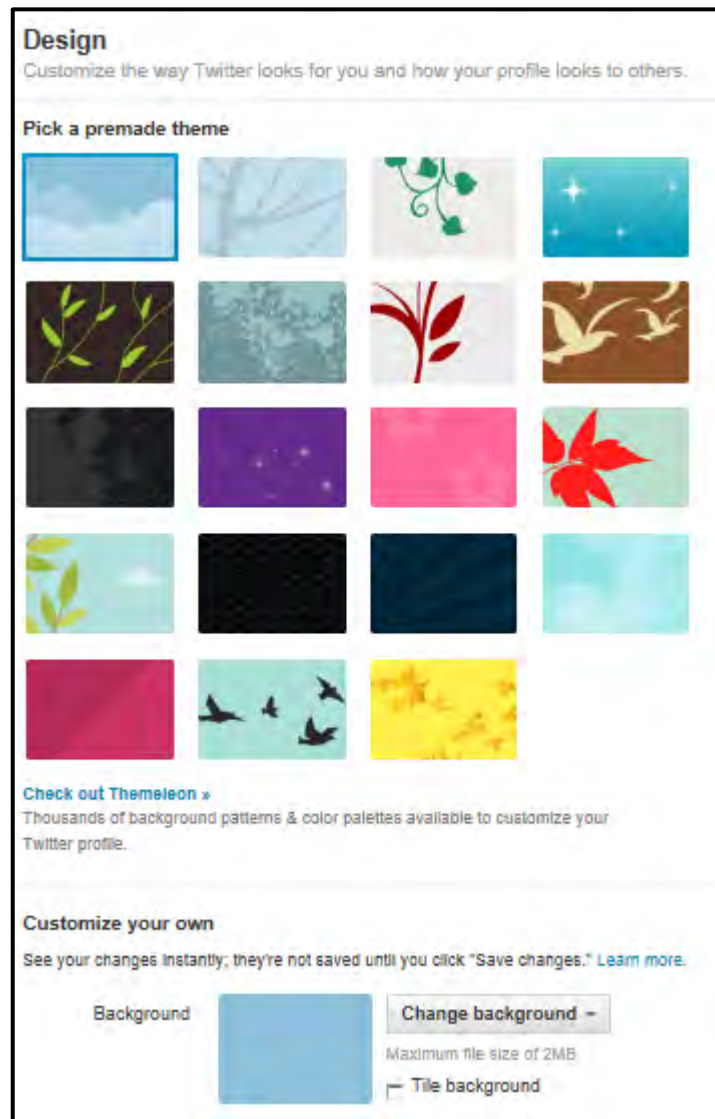 Design
Customize the way Twitter looks for you and how your profile looks to others.
Pick a premade theme
Check out Themeleon »
Thousands of background patterns & color palettes available to customize your
Twitter profile.
Customize your own
See your changes instantly; they're not saved until you click "Save changes." Learn more.
Background
Change background
Maximum file size of 2MB
Tile background